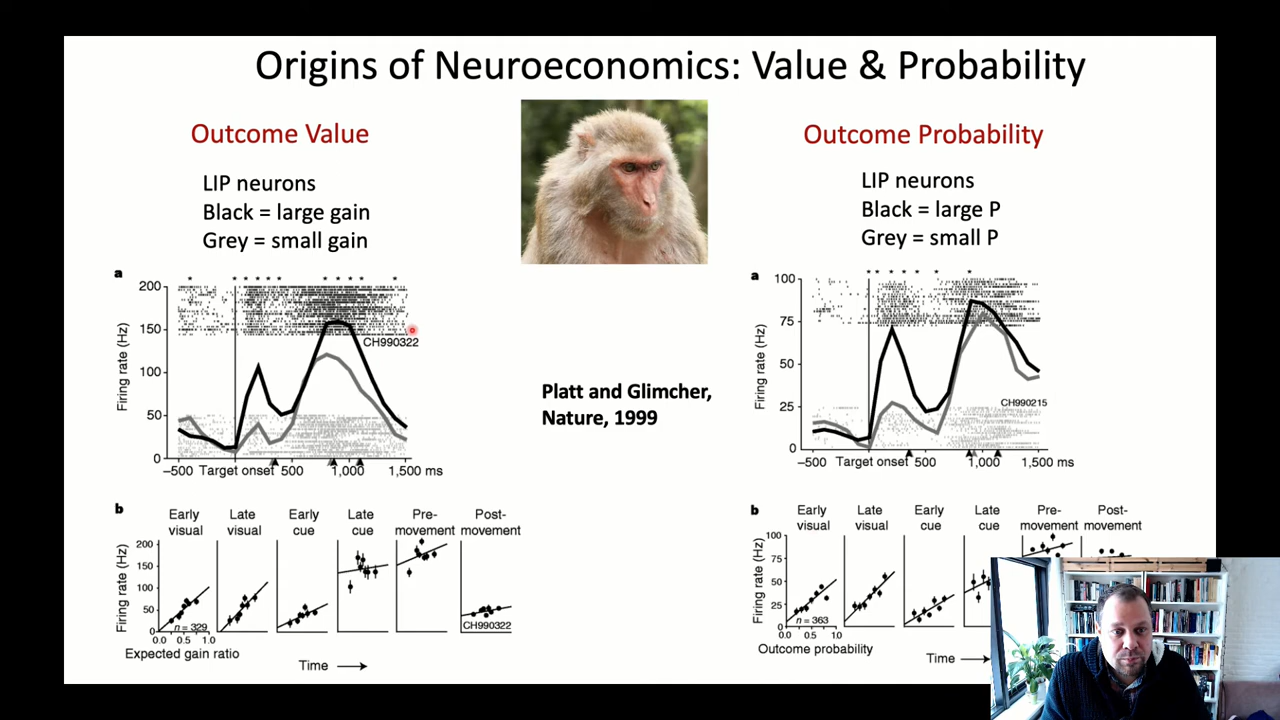 Origins of Neuroeconomics: Value & Probability
Outcome Value
LIP neurons
Black = large gain
Grey = small gain
Outcome Probability
LIP neurons
Black = large P
Grey = small P
a
200
150
100
50
0
Firing rate (Hz)
CH990322
–500 Target onset 500 1,000 1,500 ms
Platt and Glimcher,
Nature, 1999
a
100
75
50
25
0
Firing rate (Hz)
CH990215
–500 Target onset 500 1,000 1,500 ms
b
Early visual
Late visual
Early cue
Late cue
Pre-movement
Post-movement
200
150
100
50
0
Firing rate (Hz)
n = 329
CH990322
0.0 0.5 1.0
Expected gain ratio
Time
b
Early visual
Late visual
Early cue
Late cue
Pre-movement
Post-movement
100
75
50
25
0
Firing rate (Hz)
n = 363
0.0 0.5 1.0
Outcome probability
Time